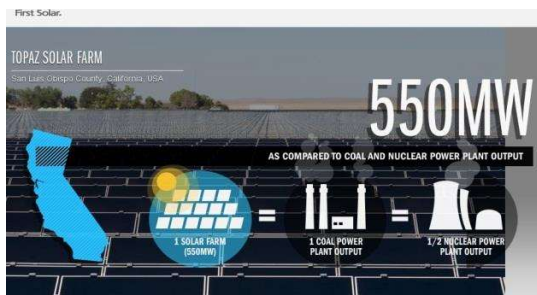 First Solar.
TOPAZ SOLAR FARM
San Luis Obispo County, California, USA
550MW
AS COMPARED TO COAL AND NUCLEAR POWER PLANT OUTPUT
1 SOLAR FARM
(550MW)
=
1 COAL POWER
PLANT OUTPUT
=
1/2 NUCLEAR POWER
PLANT OUTPUT